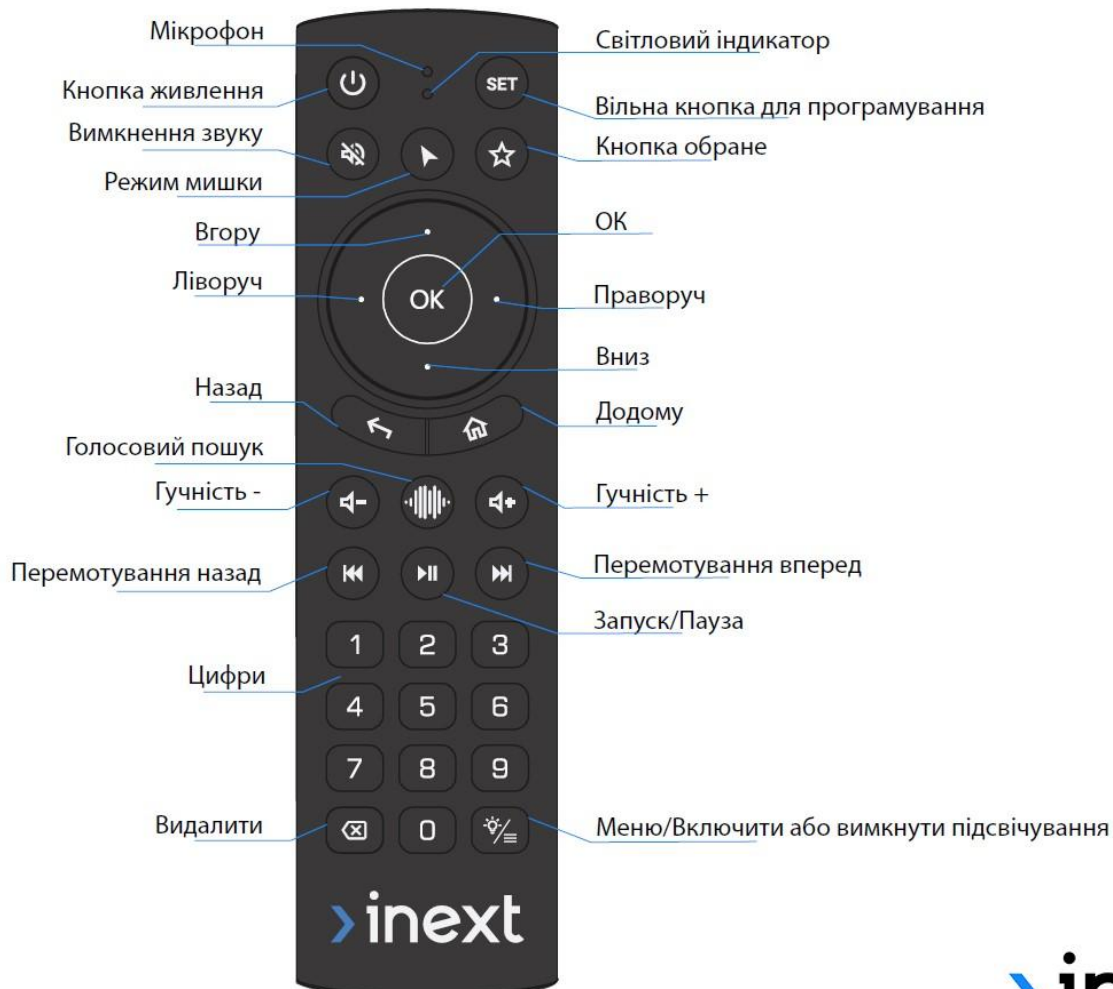 Мікрофон
Світловий індикатор
Кнопка живлення
SET
Вільна кнопка для програмування
Вимкнення звуку
Кнопка обране
Режим мишки
Вгору
OK
Ліворуч
OK
Праворуч
Вниз
Назад
Додому
Голосовий пошук
Гучність -
Гучність +
Перемотування назад
Перемотування вперед
Запуск/Пауза
1 2 3
Цифри
4 5 6
7 8 9
Видалити
0
Меню/Включити або вимкнути підсвічування
inext